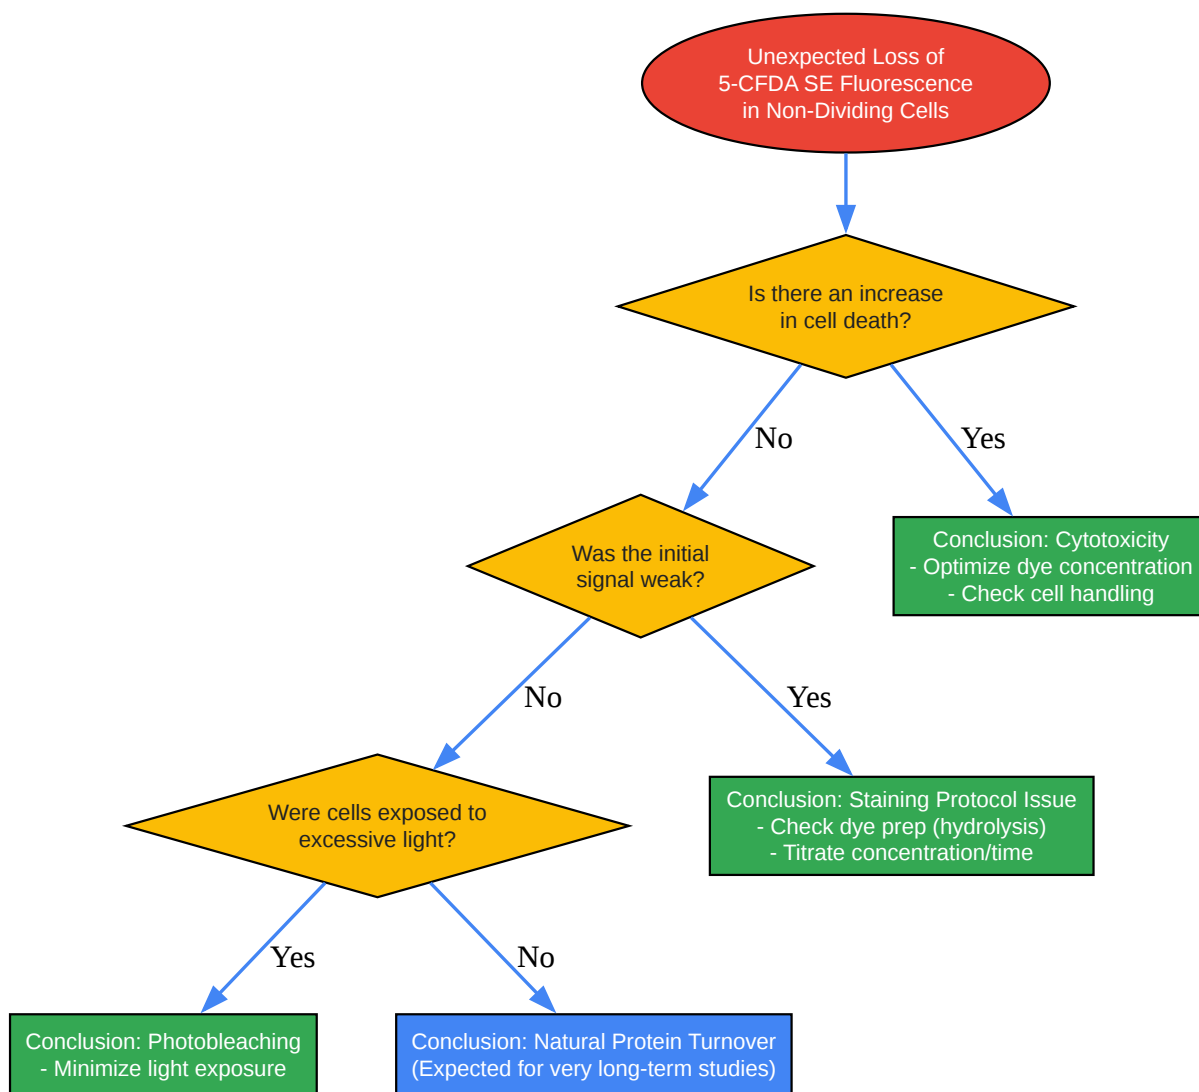 Unexpected Loss of
5-CFDA SE Fluorescence
in Non-Dividing Cells
Is there an increase
in cell death?
No
Yes
Was the initial
signal weak?
Conclusion: Cytotoxicity
- Optimize dye concentration
- Check cell handling
No
Yes
Were cells exposed to
excessive light?
Conclusion: Staining Protocol Issue
- Check dye prep (hydrolysis)
- Titrate concentration/time
Yes
No
Conclusion: Photobleaching
- Minimize light exposure
Conclusion: Natural Protein Turnover
(Expected for very long-term studies)